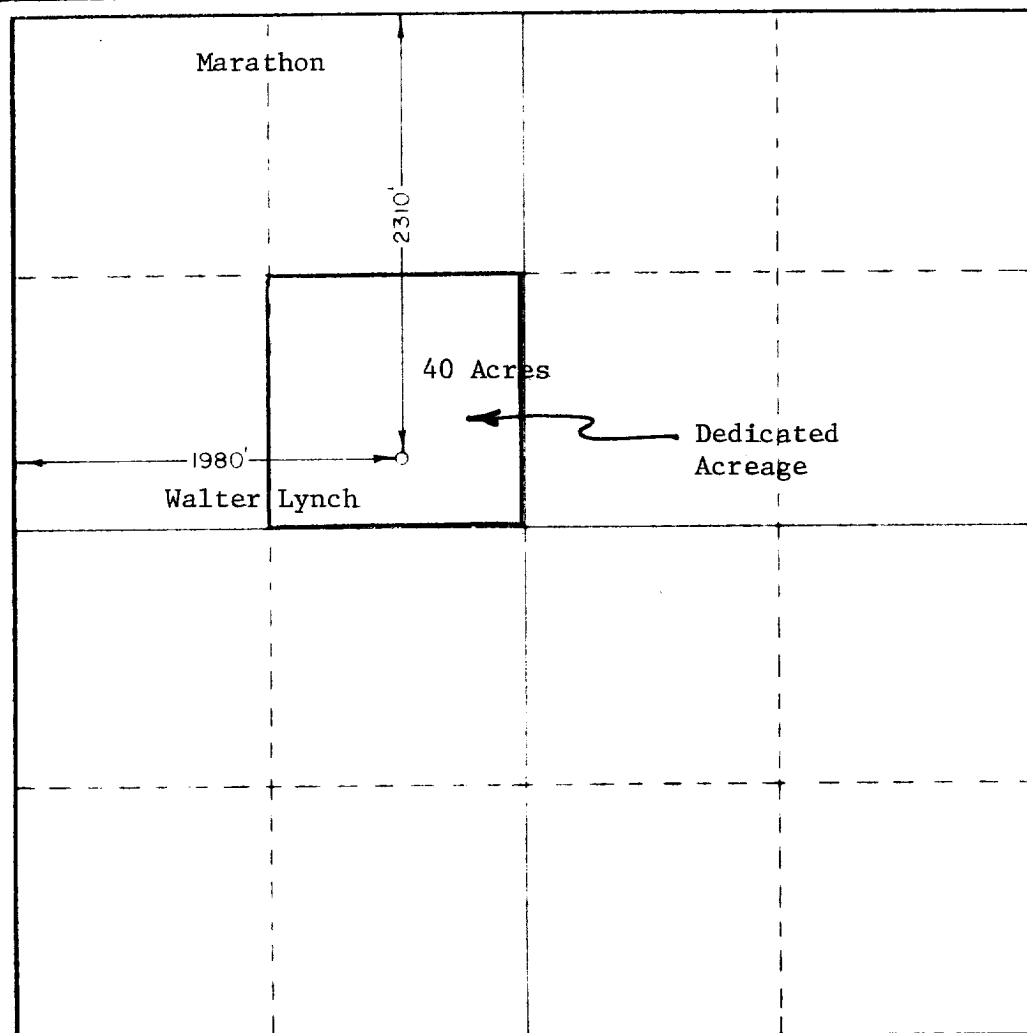 Marathon
2310'
40 Acres
Dedicated
Acreage
1980'
Walter Lynch